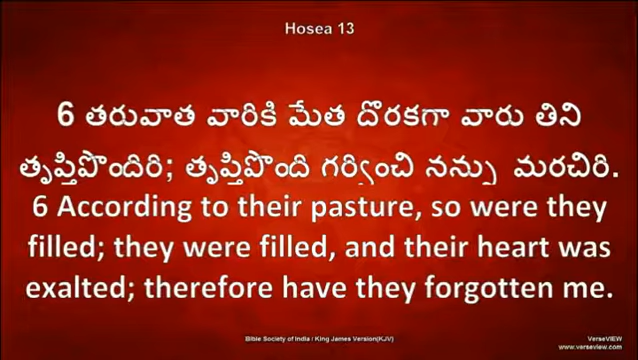 Hosea 13
6 తరువాత వారికి మేత దొరకగా వారు తిని
తృప్తిపొందిరి; తృప్తిపొంది గర్వించి నన్ను మరచిరి.
6 According to their pasture, so were they
filled; they were filled, and their heart was
exalted; therefore have they forgotten me.
Bible Society of India / King James Version(KJV)
VerseVIEW
www.verseview.com